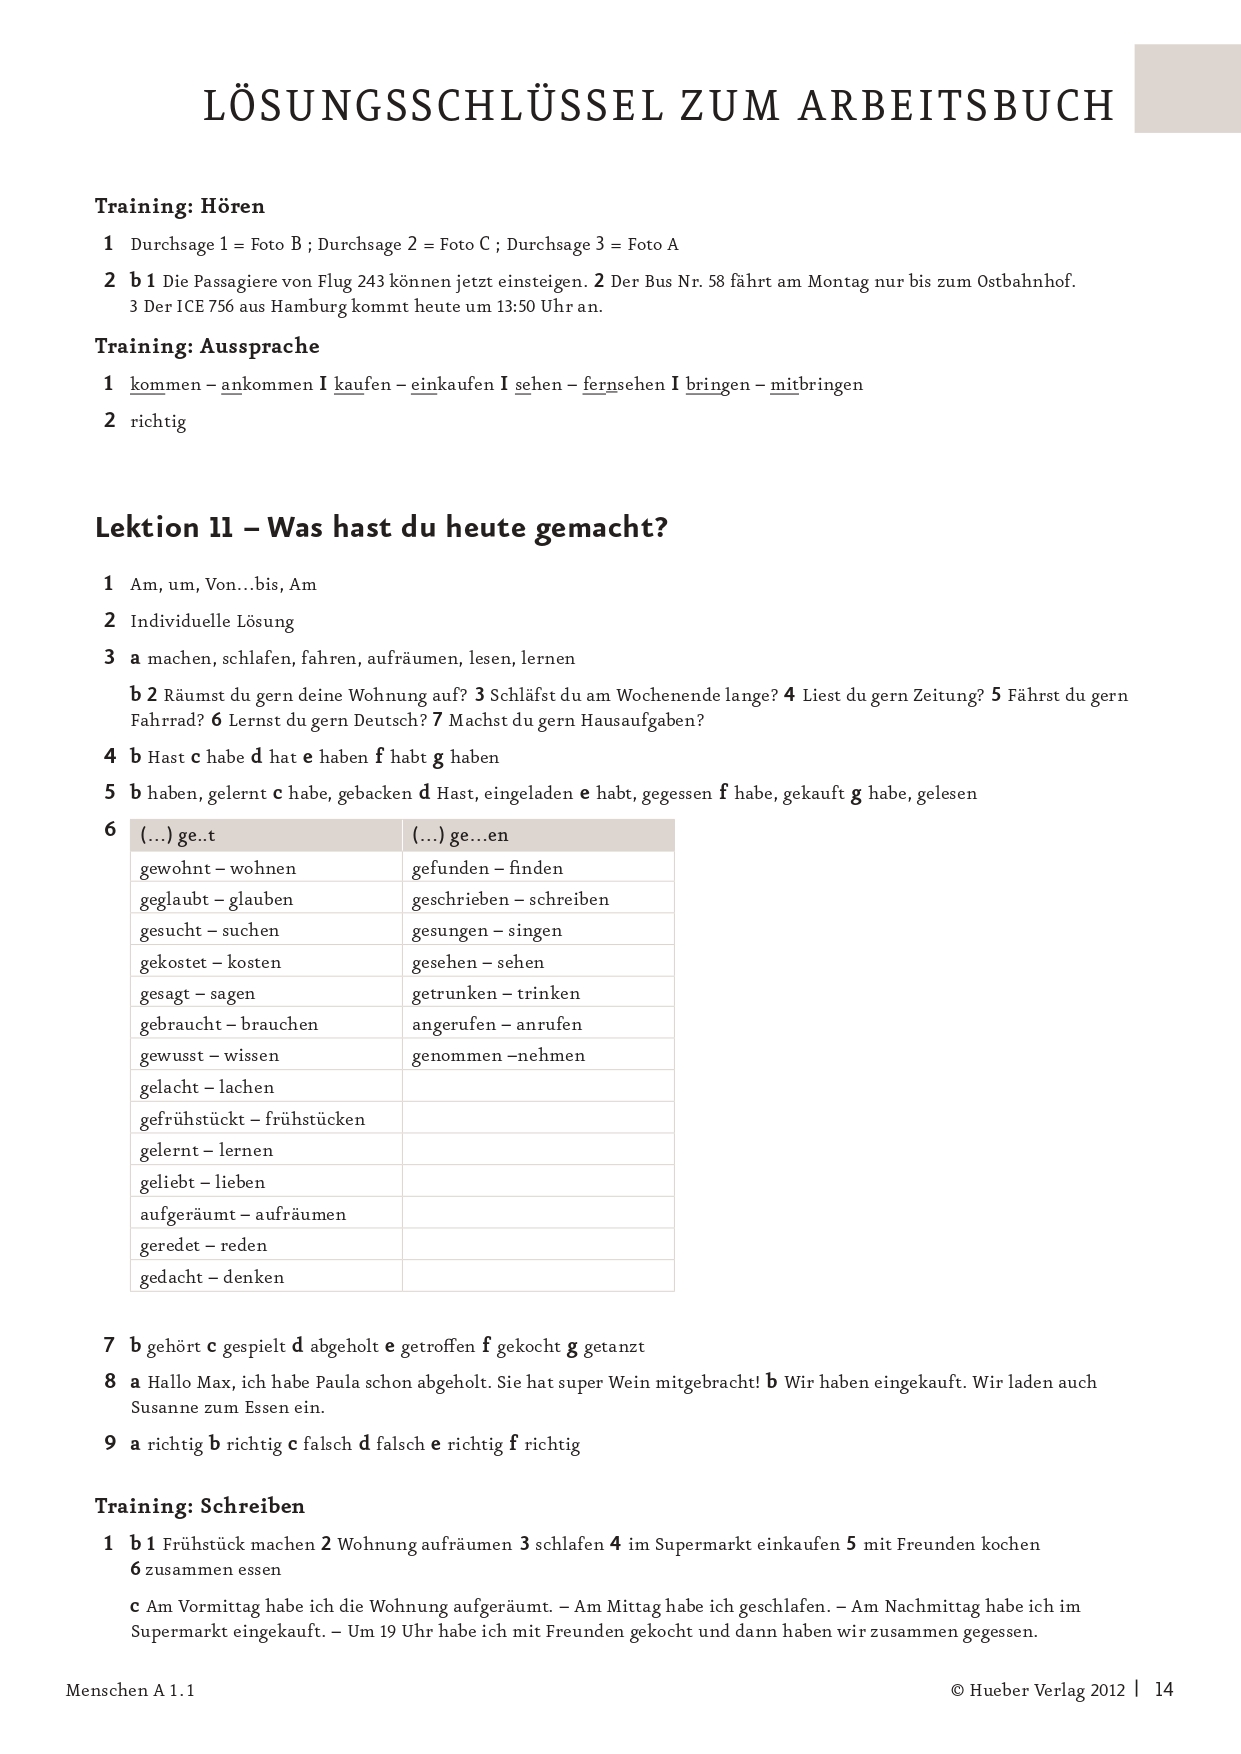 LÖSUNGSSCHLÜSSEL ZUM ARBEITSBUCH
Training: Hören
1 Durchsage 1 = Foto B ; Durchsage 2 = Foto C ; Durchsage 3 = Foto A
2 b 1 Die Passagiere von Flug 243 können jetzt einsteigen. 2 Der Bus Nr. 58 fährt am Montag nur bis zum Ostbahnhof.
3 Der ICE 756 aus Hamburg kommt heute um 13:50 Uhr an.
Training: Aussprache
1 kommen – ankommen I kaufen – einkaufen I sehen – fernsehen I bringen – mitbringen
2 richtig
Lektion 11 – Was hast du heute gemacht?
1 Am, um, Von…bis, Am
2 Individuelle Lösung
3 a machen, schlafen, fahren, aufräumen, lesen, lernen
b 2 Räumst du gern deine Wohnung auf? 3 Schläfst du am Wochenende lange? 4 Liest du gern Zeitung? 5 Fährst du gern
Fahrrad? 6 Lernst du gern Deutsch? 7 Machst du gern Hausaufgaben?
4 b Hast c habe d hat e haben f habt g haben
5 b haben, gelernt c habe, gebacken d Hast, eingeladen e habt, gegessen f habe, gekauft g habe, gelesen
6 (…) ge..t (…) ge…en
gewohnt – wohnen gefunden – finden
geglaubt – glauben geschrieben – schreiben
gesucht – suchen gesungen – singen
gekostet – kosten gesehen – sehen
gesagt – sagen getrunken – trinken
gebraucht – brauchen angerufen – anrufen
gewusst – wissen genommen –nehmen
gelacht – lachen
gefrühstückt – frühstücken
gelernt – lernen
geliebt – lieben
aufgeräumt – aufräumen
geredet – reden
gedacht – denken
7 b gehört c gespielt d abgeholt e getroffen f gekocht g getanzt
8 a Hallo Max, ich habe Paula schon abgeholt. Sie hat super Wein mitgebracht! b Wir haben eingekauft. Wir laden auch
Susanne zum Essen ein.
9 a richtig b richtig c falsch d falsch e richtig f richtig
Training: Schreiben
1 b 1 Frühstück machen 2 Wohnung aufräumen 3 schlafen 4 im Supermarkt einkaufen 5 mit Freunden kochen
6 zusammen essen
c Am Vormittag habe ich die Wohnung aufgeräumt. – Am Mittag habe ich geschlafen. – Am Nachmittag habe ich im
Supermarkt eingekauft. – Um 19 Uhr habe ich mit Freunden gekocht und dann haben wir zusammen gegessen.
Menschen A 1.1 © Hueber Verlag 2012 | 14